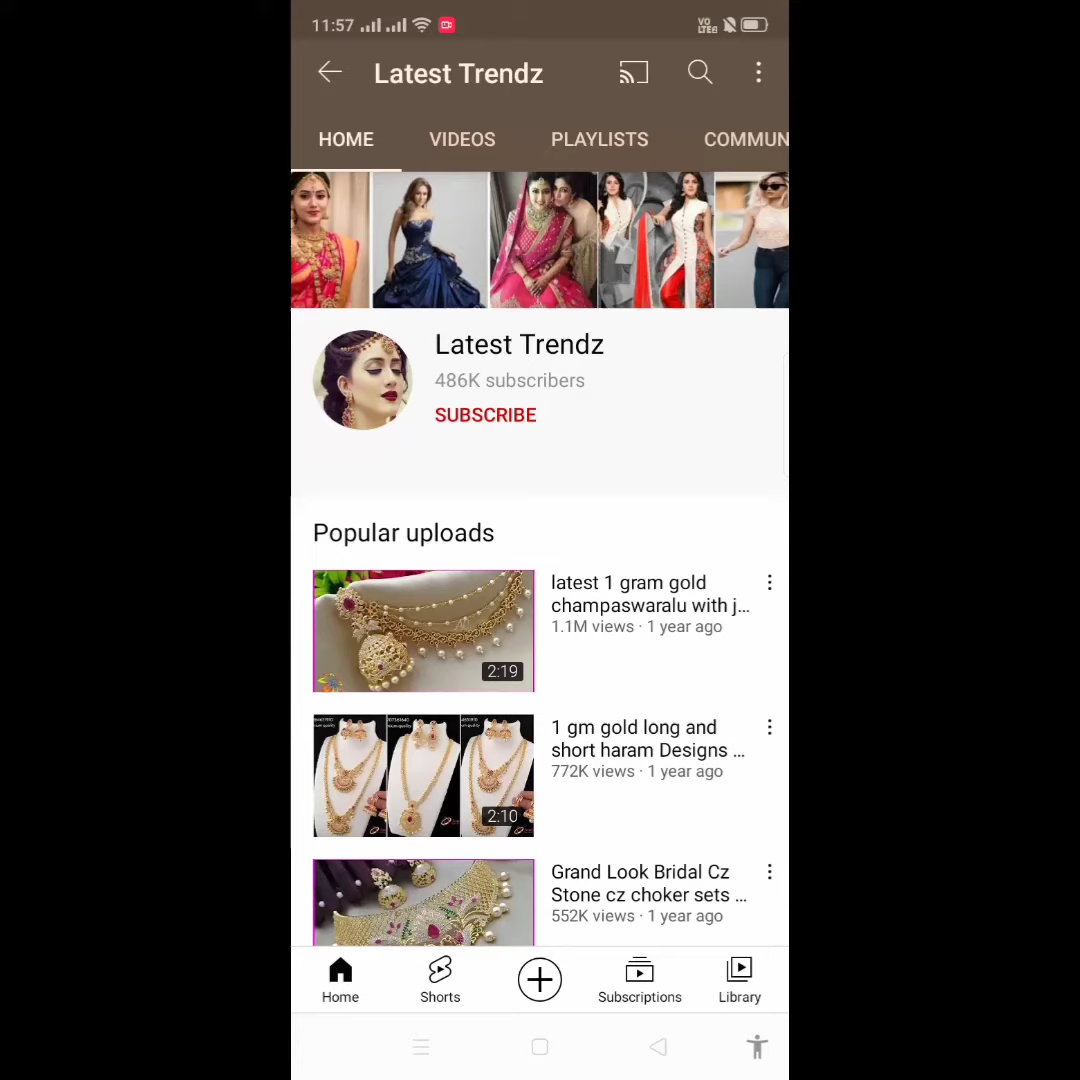 11:57
VO
LTE
Latest Trendz
HOME VIDEOS PLAYLISTS COMMUN
Latest Trendz
486K subscribers
SUBSCRIBE
Popular uploads
latest 1 gram gold
champaswaralu with j...
1.1M views · 1 year ago
2:19
1 gm gold long and
short haram Designs ...
772K views · 1 year ago
2:10
Grand Look Bridal Cz
Stone cz choker sets ...
552K views · 1 year ago
Home Shorts Subscriptions Library